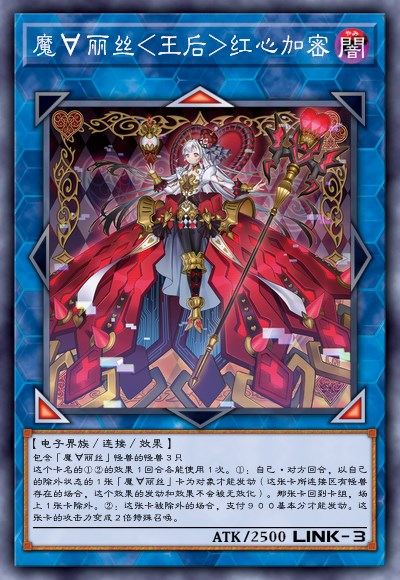 魔∀丽丝<王后>红心加密
闇
やみ
【电子界族／连接／效果】
包含「魔∀丽丝」怪兽的怪兽3只
这个卡名的①②的效果1回合各能使用1次。①：自己·对方回合，以自己
的除外状态的1张「魔∀丽丝」卡为对象才能发动（这张卡所连接区有怪兽
存在的场合，这个效果的发动和效果不会被无效化）。那张卡回到卡组，场
上1张卡除外。②：这张卡被除外的场合，支付900基本分才能发动。这
张卡的攻击力变成2倍特殊召唤。
ATK/2500 LINK-3